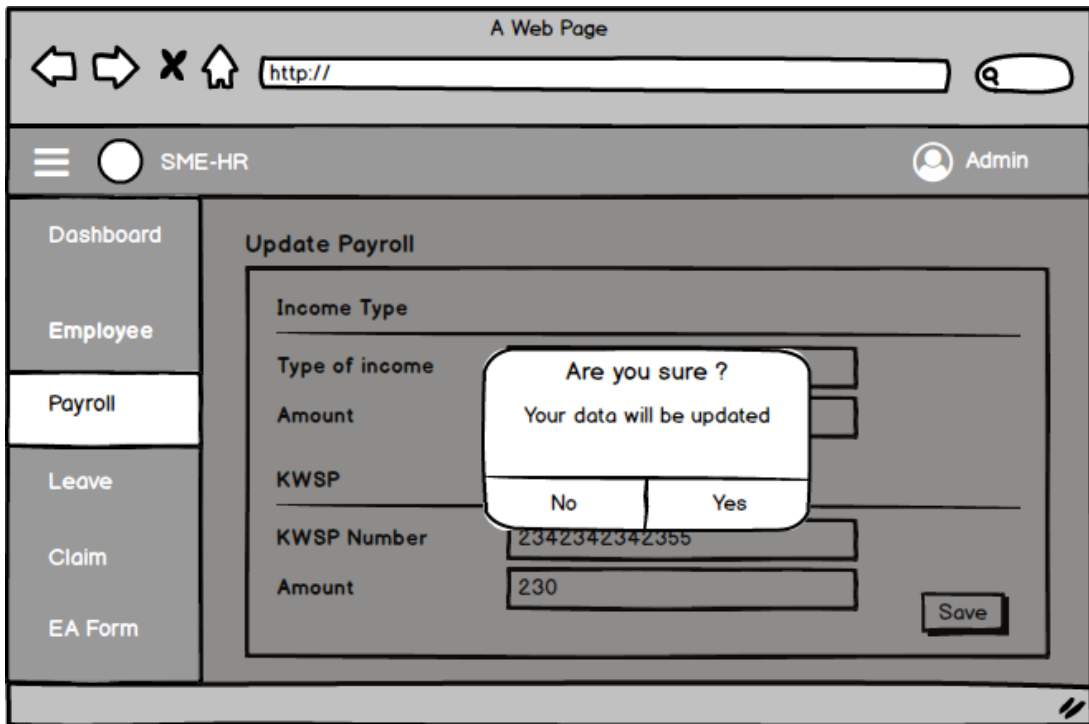 A Web Page
http://
SME-HR
Admin
Dashboard
Employee
Payroll
Leave
Claim
EA Form
Update Payroll
Income Type
Type of income
Amount
KWSP
KWSP Number
2342342342355
Amount
230
Save
Are you sure ?
Your data will be updated
No
Yes